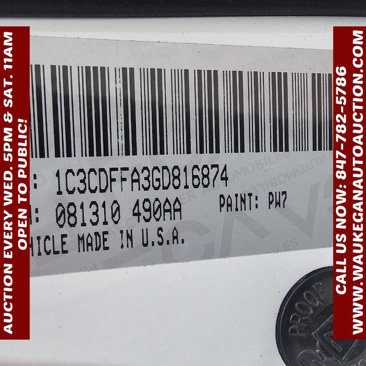 AUCTION EVERY WED. 5PM & SAT. 11AM
OPEN TO PUBLIC!
: 1C3CDFFA3GD816874
: 081310 490AA PAINT: PW7
HICLE MADE IN U.S.A.
PROOF
CALL US NOW: 847-782-5786
WWW.WAUKEGANAUTOAUCTION.COM